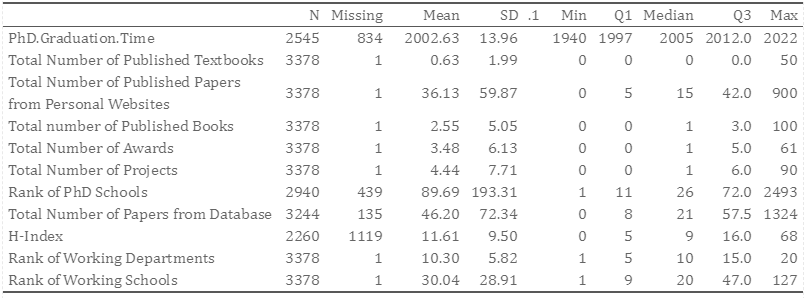 N Missing Mean SD .1 Min Q1 Median Q3 Max
PhD.Graduation.Time 2545 834 2002.63 13.96 1940 1997 2005 2012.0 2022
Total Number of Published Textbooks 3378 1 0.63 1.99 0 0 0 0.0 50
Total Number of Published Papers
from Personal Websites 3378 1 36.13 59.87 0 5 15 42.0 900
Total number of Published Books 3378 1 2.55 5.05 0 0 1 3.0 100
Total Number of Awards 3378 1 3.48 6.13 0 0 1 5.0 61
Total Number of Projects 3378 1 4.44 7.71 0 0 1 6.0 90
Rank of PhD Schools 2940 439 89.69 193.31 1 11 26 72.0 2493
Total Number of Papers from Database 3244 135 46.20 72.34 0 8 21 57.5 1324
H-Index 2260 1119 11.61 9.50 0 5 9 16.0 68
Rank of Working Departments 3378 1 10.30 5.82 1 5 10 15.0 20
Rank of Working Schools 3378 1 30.04 28.91 1 9 20 47.0 127